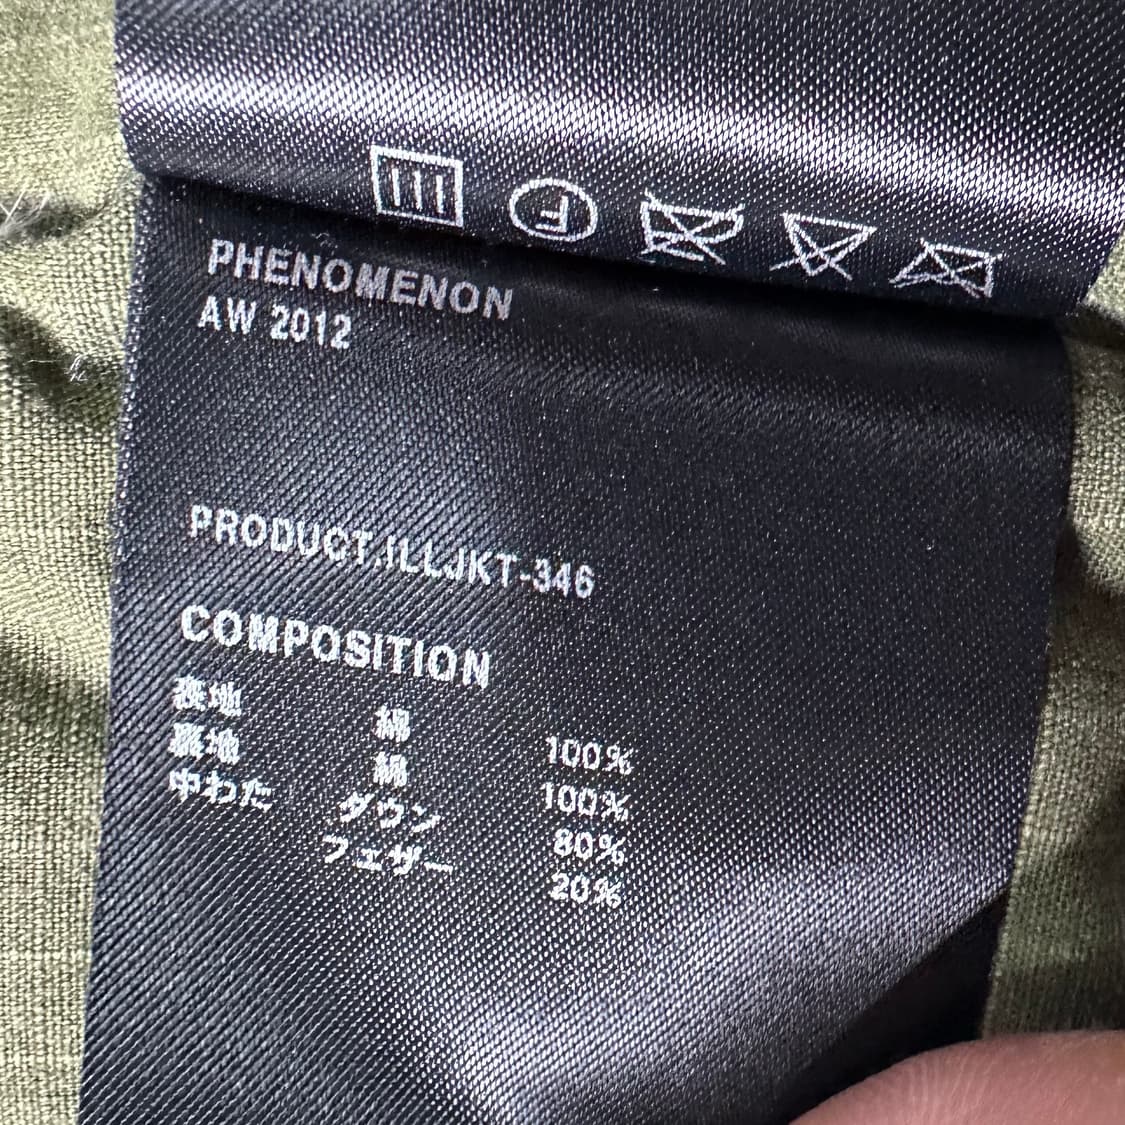 F
PHENOMENON
AW 2012
PRODUCT.ILLJKT-346
COMPOSITION
表地 綿 100%
裏地 綿 100%
中わた ダウン 80%
フェザー 20%